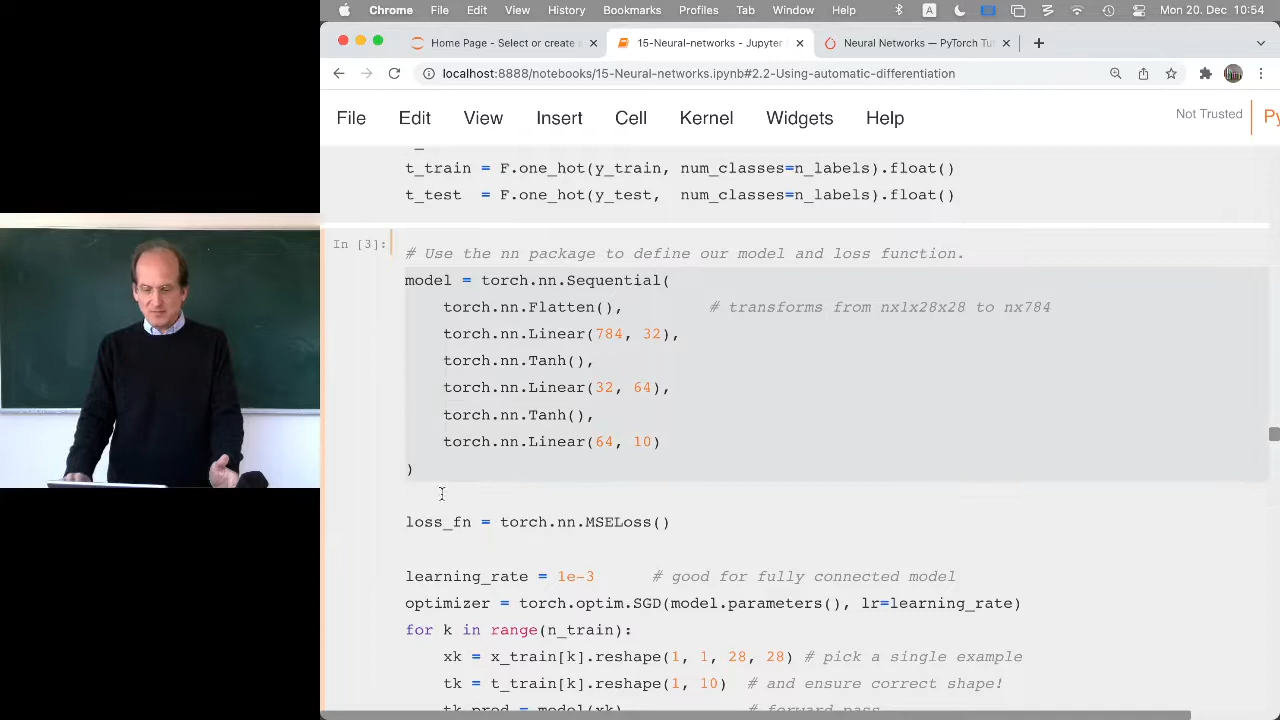 Chrome File Edit View History Bookmarks Profiles Tab Window Help A Mon 20. Dec 10:54
Home Page - Select or create 15-Neural-networks - Jupyter Neural Networks — PyTorch Tut
localhost:8888/notebooks/15-Neural-networks.ipynb#2.2-Using-automatic-differentiation
File Edit View Insert Cell Kernel Widgets Help Not Trusted Py
t_train = F.one_hot(y_train, num_classes=n_labels).float()
t_test = F.one_hot(y_test, num_classes=n_labels).float()
In [3]:
# Use the nn package to define our model and loss function.
model = torch.nn.Sequential(
torch.nn.Flatten(), # transforms from nx1x28x28 to nx784
torch.nn.Linear(784, 32),
torch.nn.Tanh(),
torch.nn.Linear(32, 64),
torch.nn.Tanh(),
torch.nn.Linear(64, 10)
)
loss_fn = torch.nn.MSELoss()
learning_rate = 1e-3 # good for fully connected model
optimizer = torch.optim.SGD(model.parameters(), lr=learning_rate)
for k in range(n_train):
xk = x_train[k].reshape(1, 1, 28, 28) # pick a single example
tk = t_train[k].reshape(1, 10) # and ensure correct shape!
tk_pred = model(xk) # forward pass